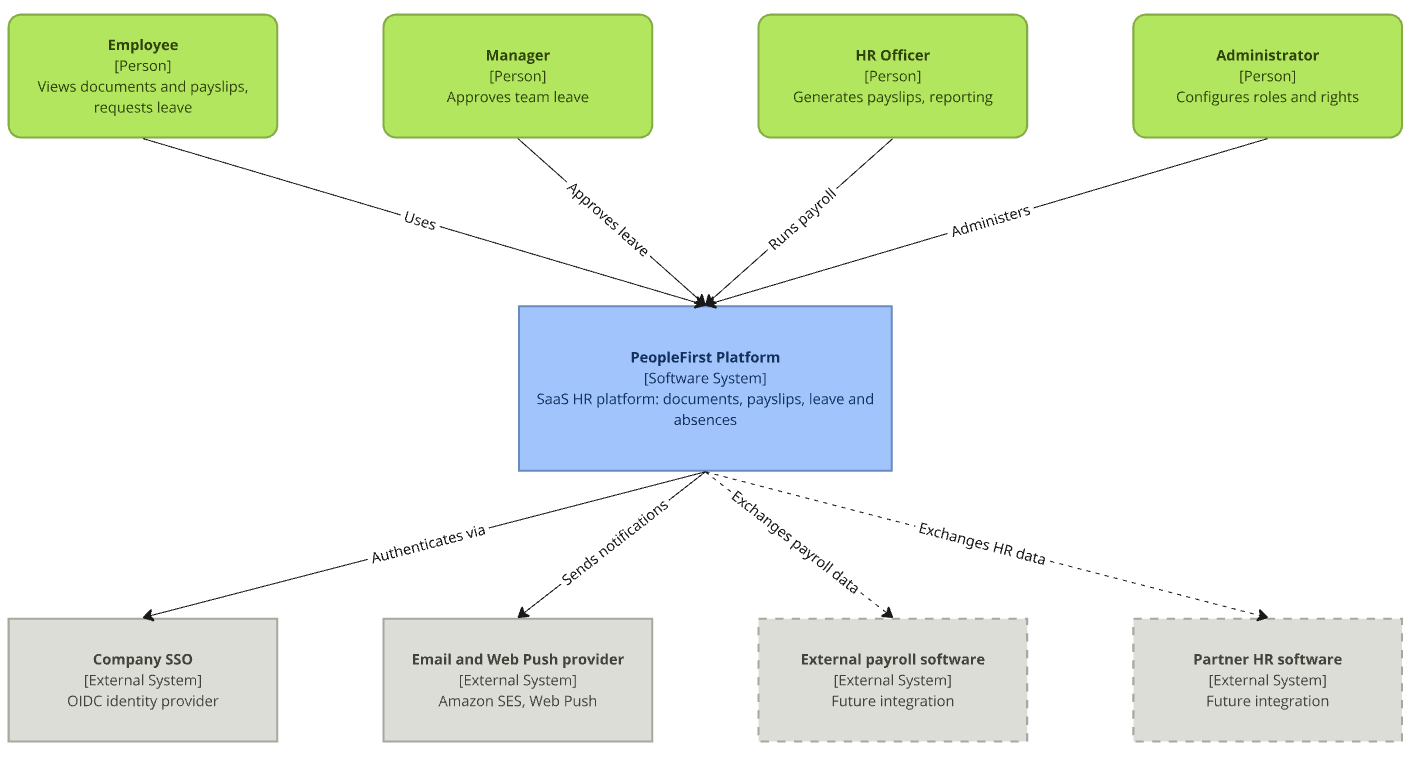 Employee
[Person]
Views documents and payslips,
requests leave
Manager
[Person]
Approves team leave
HR Officer
[Person]
Generates payslips, reporting
Administrator
[Person]
Configures roles and rights
Uses
Approves leave
Runs payroll
Administers
PeopleFirst Platform
[Software System]
SaaS HR platform: documents, payslips, leave and
absences
Authenticates via
Sends notifications
Exchanges payroll data
Exchanges HR data
Company SSO
[External System]
OIDC identity provider
Email and Web Push provider
[External System]
Amazon SES, Web Push
External payroll software
[External System]
Future integration
Partner HR software
[External System]
Future integration